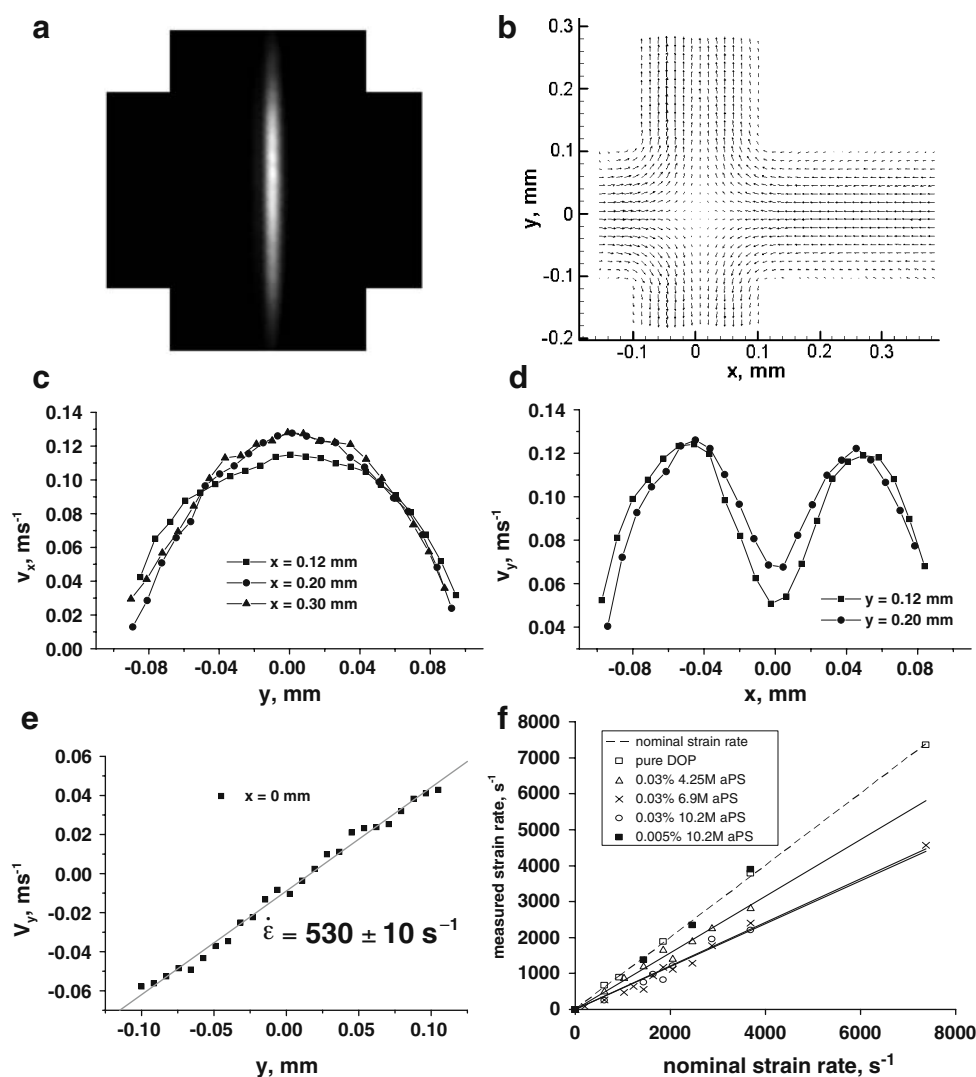 a
b
0.3
0.2
0.1
0
-0.1
-0.2
y, mm
-0.1 0 0.1 0.2 0.3
x, mm
c
0.14
0.12
0.10
0.08
0.06
0.04
0.02
0.00
vx, ms-1
x = 0.12 mm
x = 0.20 mm
x = 0.30 mm
-0.08 -0.04 0.00 0.04 0.08
y, mm
d
0.14
0.12
0.10
0.08
0.06
0.04
vy, ms-1
y = 0.12 mm
y = 0.20 mm
-0.08 -0.04 0.00 0.04 0.08
x, mm
e
0.06
0.04
0.02
0.00
-0.02
-0.04
-0.06
Vy, ms-1
x = 0 mm
ε̇ = 530 ± 10 s-1
-0.10 -0.05 0.00 0.05 0.10
y, mm
f
8000
7000
6000
5000
4000
3000
2000
1000
0
measured strain rate, s-1
nominal strain rate
pure DOP
0.03% 4.25M aPS
0.03% 6.9M aPS
0.03% 10.2M aPS
0.005% 10.2M aPS
0 2000 4000 6000 8000
nominal strain rate, s-1